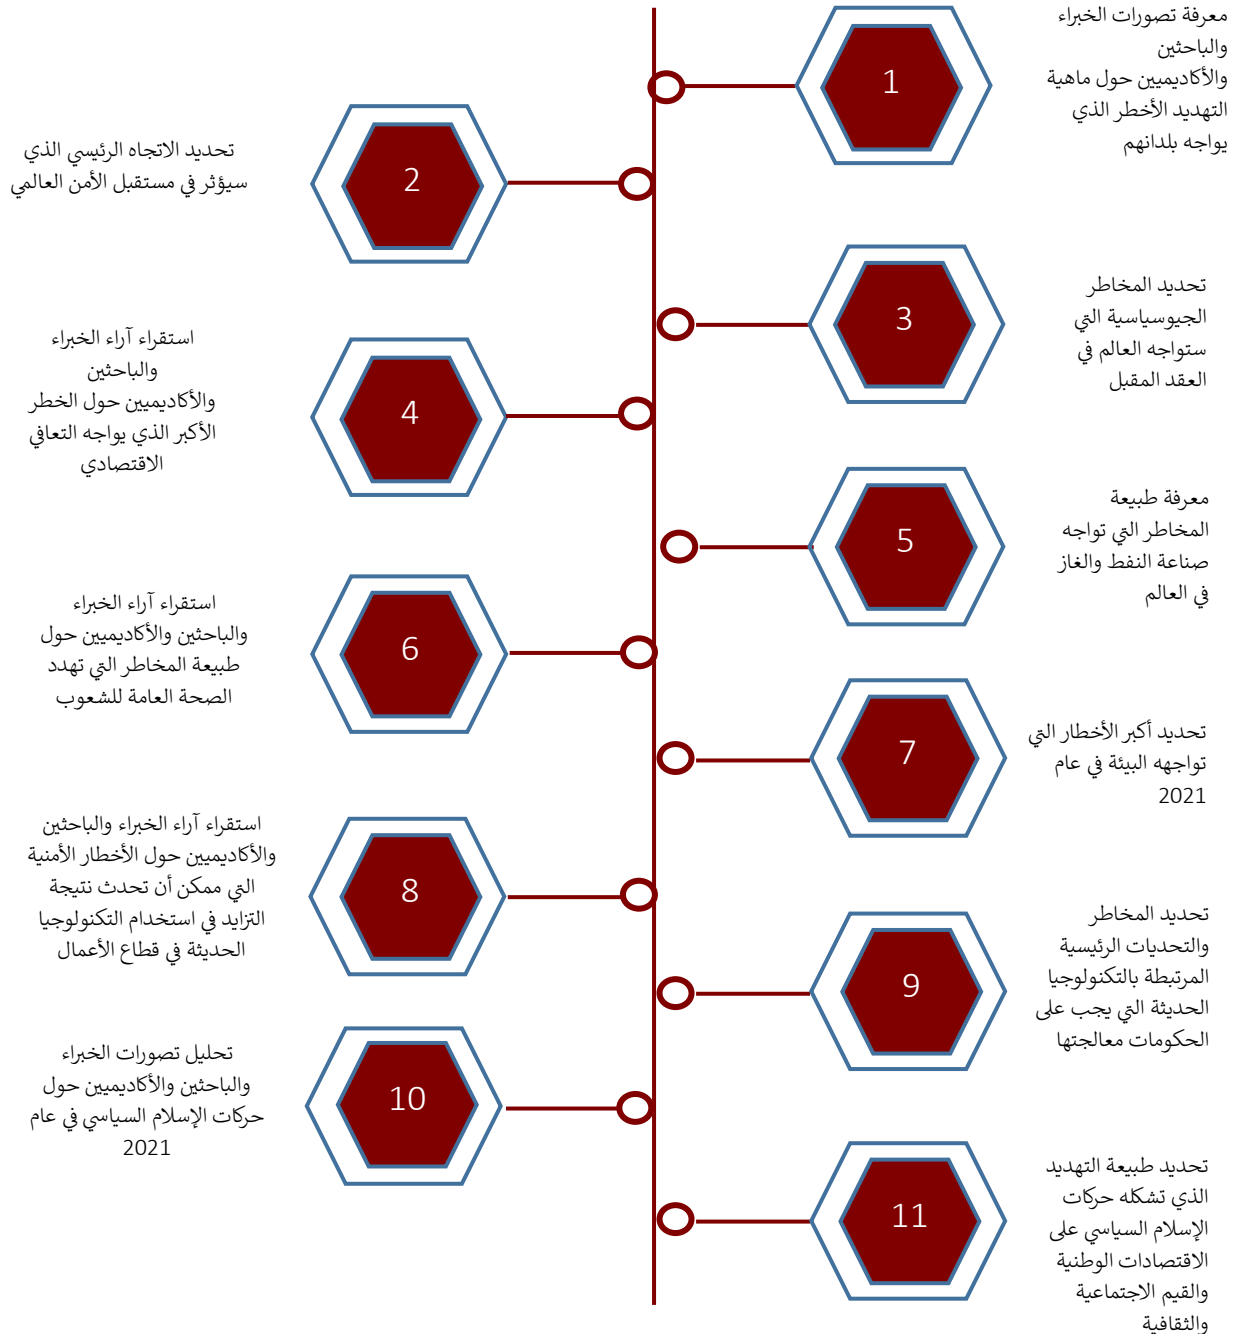 معرفة تصورات الخبراء
والباحثين
والأكاديميين حول ماهية
التهديد الأخطر الذي
يواجه بلدانهم
1
2
تحديد الاتجاه الرئيسي الذي
سيؤثر في مستقبل الأمن العالمي
3
تحديد المخاطر
الجيوسياسية التي
ستواجه العالم في
العقد المقبل
4
استقراء آراء الخبراء
والباحثين
والأكاديميين حول الخطر
الأكبر الذي يواجه التعافي
الاقتصادي
5
معرفة طبيعة
المخاطر التي تواجه
صناعة النفط والغاز
في العالم
6
استقراء آراء الخبراء
والباحثين والأكاديميين حول
طبيعة المخاطر التي تهدد
الصحة العامة للشعوب
7
تحديد أكبر الأخطار التي
تواجهه البيئة في عام
2021
8
استقراء آراء الخبراء والباحثين
والأكاديميين حول الأخطار الأمنية
التي ممكن أن تحدث نتيجة
التزايد في استخدام التكنولوجيا
الحديثة في قطاع الأعمال
9
تحديد المخاطر
والتحديات الرئيسية
المرتبطة بالتكنولوجيا
الحديثة التي يجب على
الحكومات معالجتها
10
تحليل تصورات الخبراء
والباحثين والأكاديميين حول
حركات الإسلام السياسي في عام
2021
11
تحديد طبيعة التهديد
الذي تشكله حركات
الإسلام السياسي على
الاقتصادات الوطنية
والقيم الاجتماعية
والثقافية